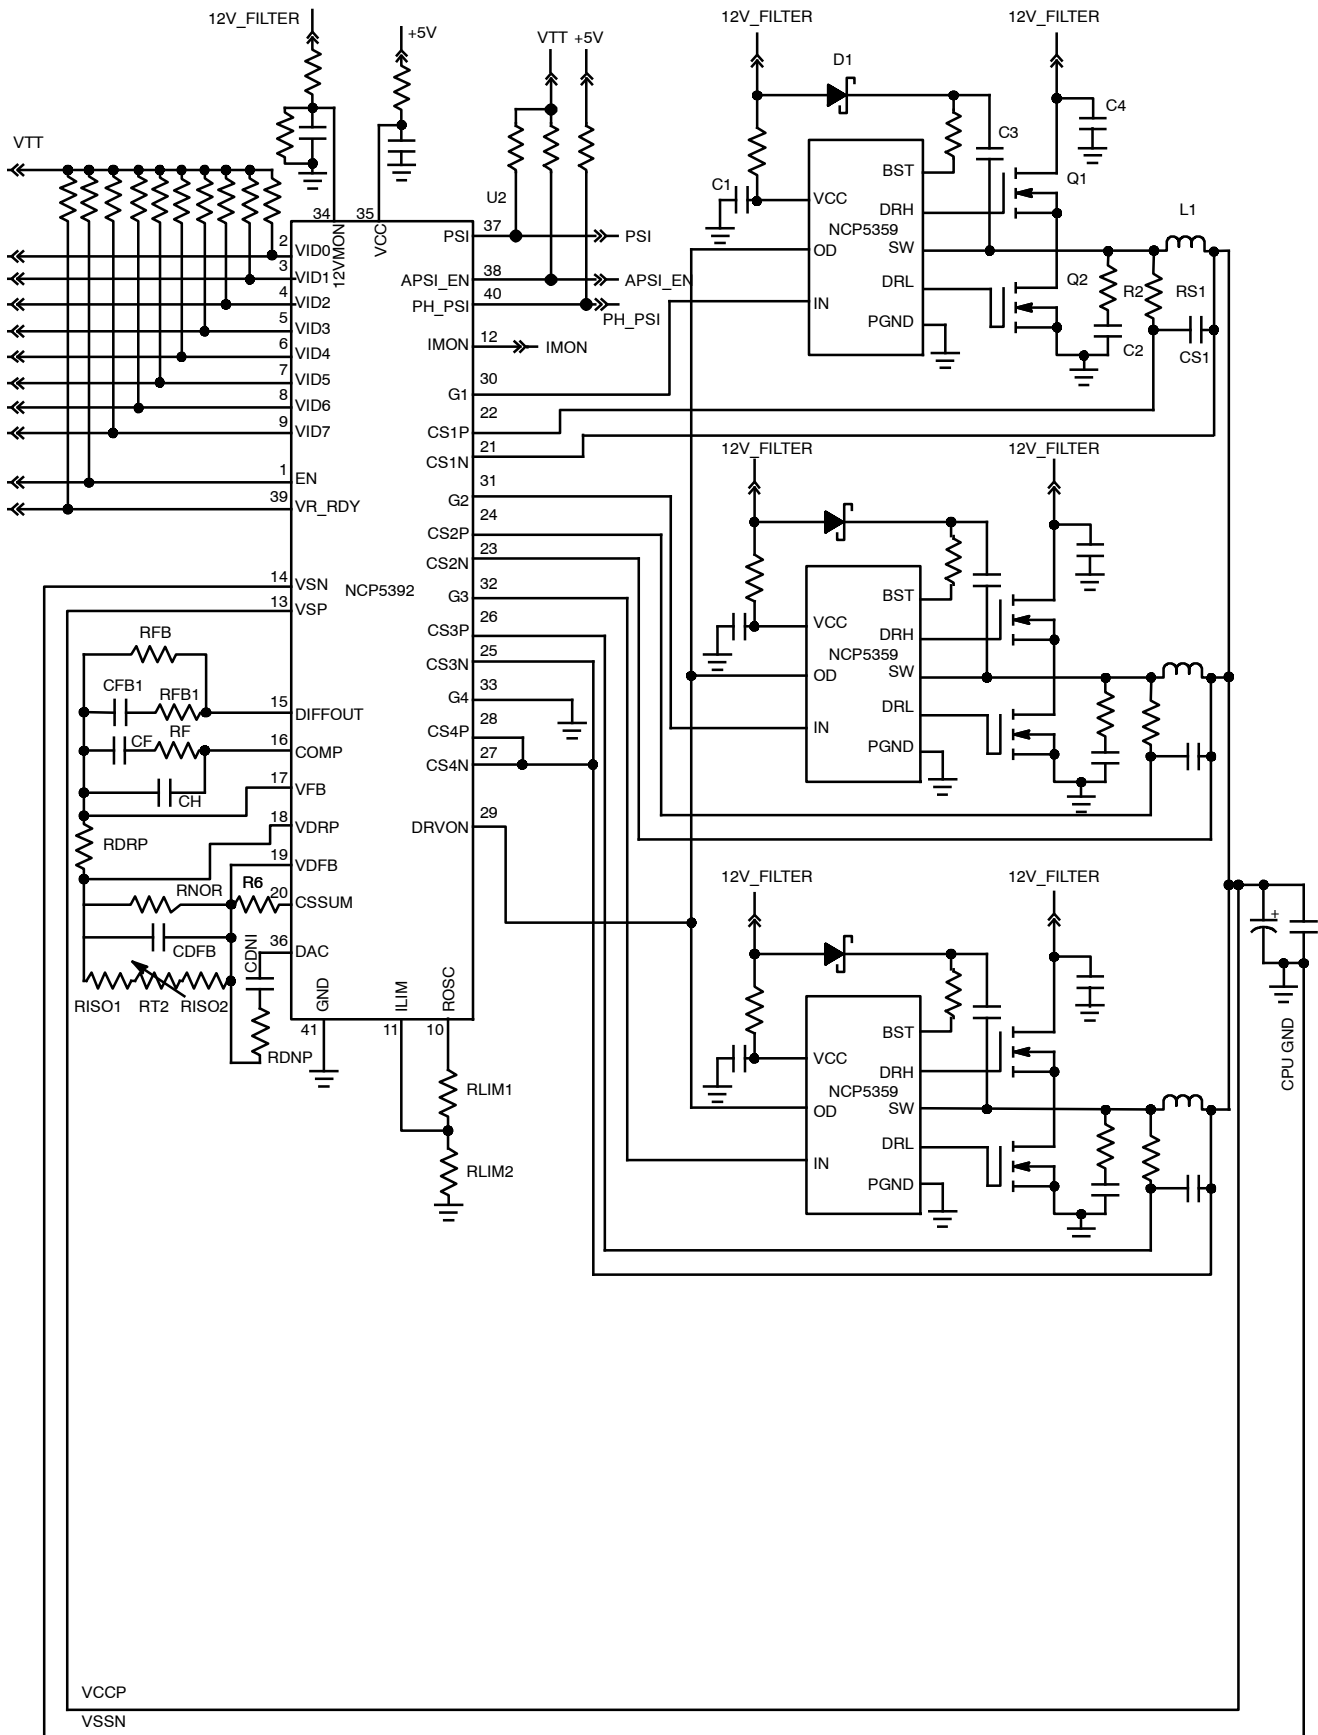 12V_FILTER
+5V
VTT +5V
12V_FILTER
12V_FILTER
D1
C4
C3
VTT
U2
C1
BST
Q1
VCC
DRH
NCP5359
SW
L1
OD
DRL
Q2
R2
RS1
IN
PGND
C2
CS1
34
35
12VMON
VCC
2
VID0
3
VID1
4
VID2
5
VID3
6
VID4
7
VID5
8
VID6
9
VID7
1
EN
39
VR_RDY
14
VSN
13
VSP
NCP5392
PSI
37
PSI
APSI_EN
38
APSI_EN
PH_PSI
40
PH_PSI
IMON
12
IMON
G1
30
CS1P
22
CS1N
21
G2
31
CS2P
24
CS2N
23
G3
32
CS3P
26
CS3N
25
G4
33
CS4P
28
CS4N
27
DRVON
29
12V_FILTER
12V_FILTER
BST
VCC
DRH
NCP5359
SW
OD
DRL
IN
PGND
RFB
CFB1
RFB1
15
DIFFOUT
CF
RF
16
COMP
CH
17
VFB
18
VDRP
RDRP
19
VDFB
RNOR
R6
20
CSSUM
CDFB
CDNI
36
DAC
RISO1
RT2
RISO2
RDNP
GND
ILIM
ROSC
41
11
10
RLIM1
RLIM2
12V_FILTER
12V_FILTER
BST
VCC
DRH
NCP5359
SW
OD
DRL
IN
PGND
+
CPU GND
VCCP
VSSN